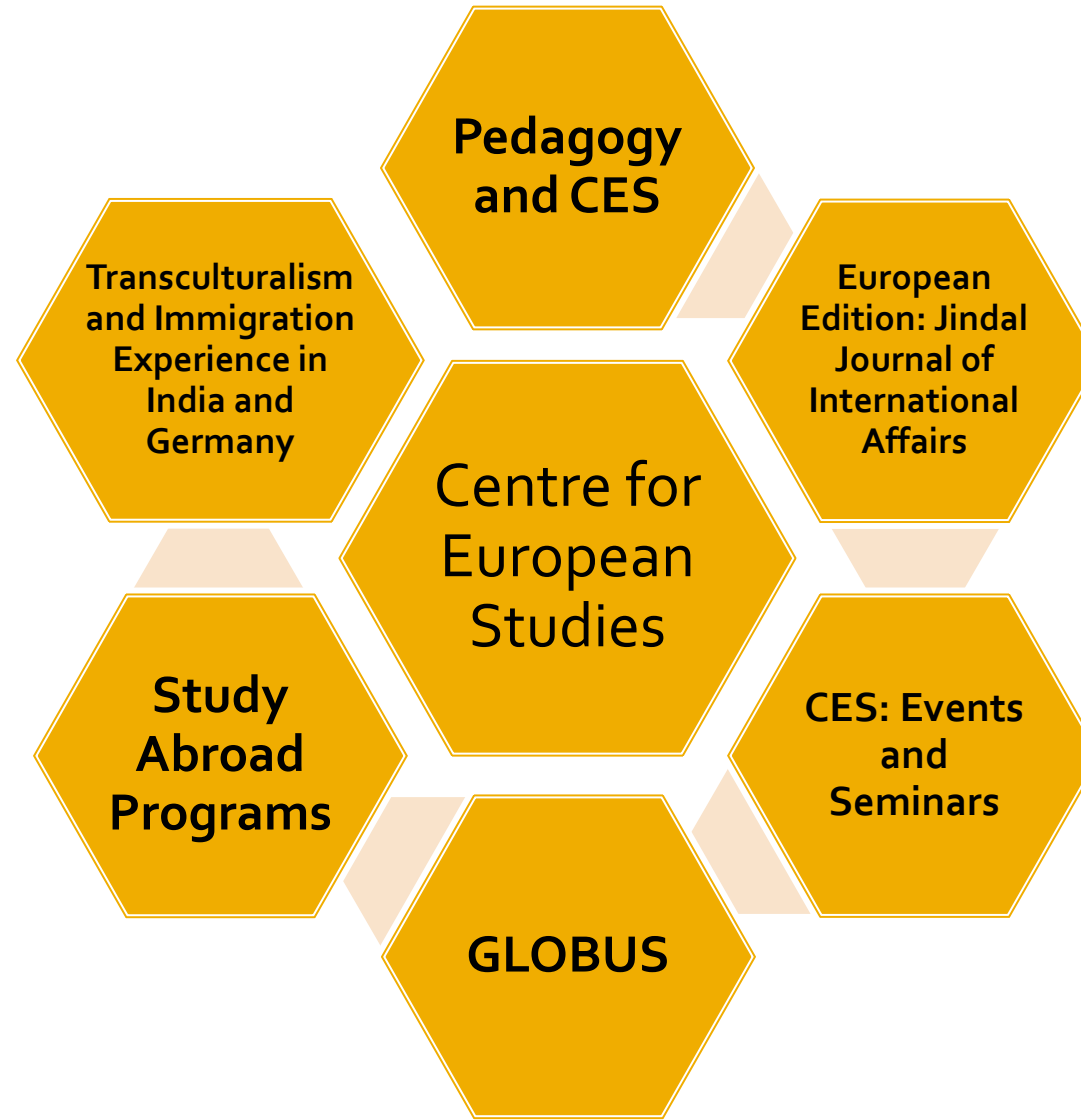 Pedagogy
and CES
Transculturalism
and Immigration
Experience in
India and
Germany
European
Edition: Jindal
Journal of
International
Affairs
Centre for
European
Studies
Study
Abroad
Programs
CES: Events
and
Seminars
GLOBUS